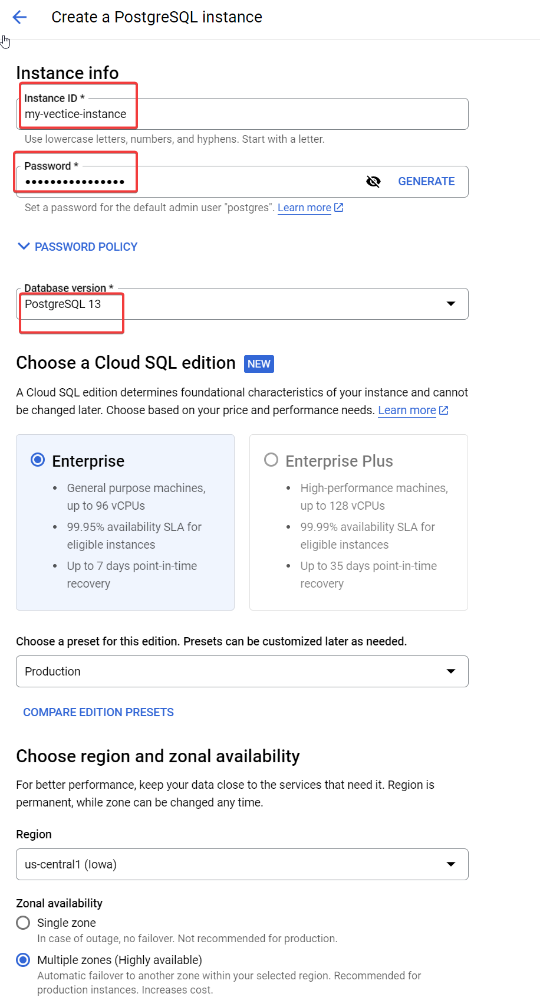 Create a PostgreSQL instance
Instance info
Instance ID *
my-vectice-instance
Use lowercase letters, numbers, and hyphens. Start with a letter.
Password *
••••••••••••••••
GENERATE
Set a password for the default admin user "postgres". Learn more
PASSWORD POLICY
Database version *
PostgreSQL 13
Choose a Cloud SQL edition NEW
A Cloud SQL edition determines foundational characteristics of your instance and cannot
be changed later. Choose based on your price and performance needs. Learn more
Enterprise
• General purpose machines,
up to 96 vCPUs
• 99.95% availability SLA for
eligible instances
• Up to 7 days point-in-time
recovery
Enterprise Plus
• High-performance machines,
up to 128 vCPUs
• 99.99% availability SLA for
eligible instances
• Up to 35 days point-in-time
recovery
Choose a preset for this edition. Presets can be customized later as needed.
Production
COMPARE EDITION PRESETS
Choose region and zonal availability
For better performance, keep your data close to the services that need it. Region is
permanent, while zone can be changed any time.
Region
us-central1 (Iowa)
Zonal availability
Single zone
In case of outage, no failover. Not recommended for production.
Multiple zones (Highly available)
Automatic failover to another zone within your selected region. Recommended for
production instances. Increases cost.